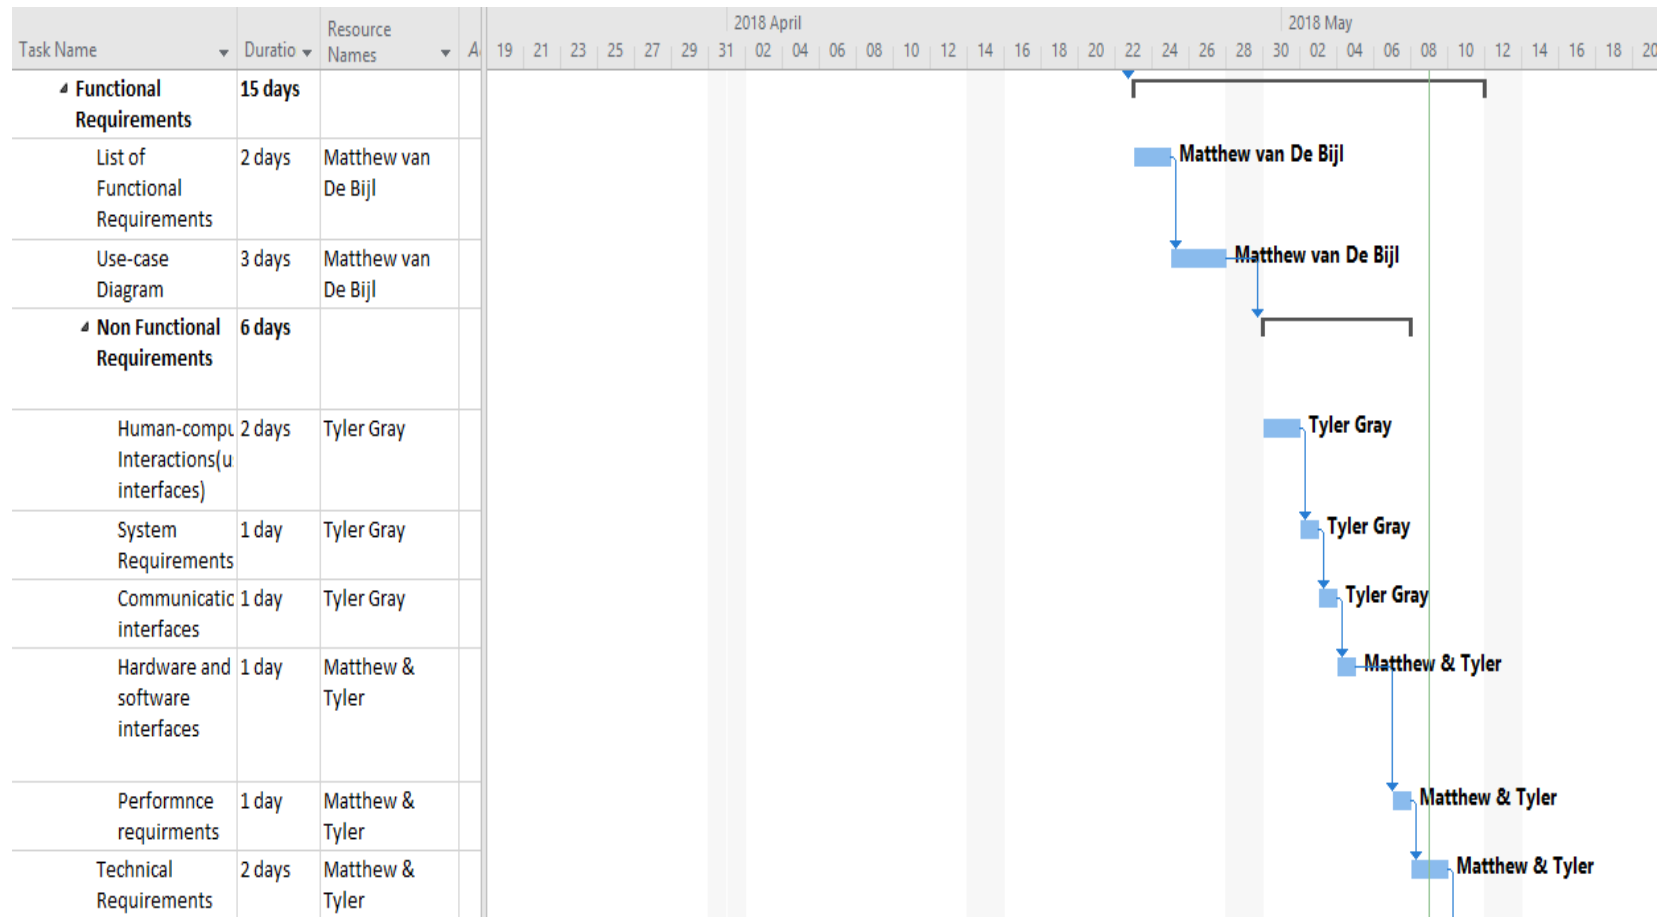 2018 April 2018 May
Task Name Duratio Resource Names
19 21 23 25 27 29 31 02 04 06 08 10 12 14 16 18 20 22 24 26 28 30 02 04 06 08 10 12 14 16 18 20
Functional 15 days
Requirements
List of 2 days Matthew van Matthew van De Bijl
Functional De Bijl
Requirements
Use-case 3 days Matthew van Matthew van De Bijl
Diagram De Bijl
Non Functional 6 days
Requirements
Human-compu 2 days Tyler Gray Tyler Gray
Interactions(u
interfaces)
System 1 day Tyler Gray Tyler Gray
Requirements
Communicatic 1 day Tyler Gray Tyler Gray
interfaces
Hardware and 1 day Matthew & Matthew & Tyler
software Tyler
interfaces
Performnce 1 day Matthew & Matthew & Tyler
requirments Tyler
Technical 2 days Matthew & Matthew & Tyler
Requirements Tyler